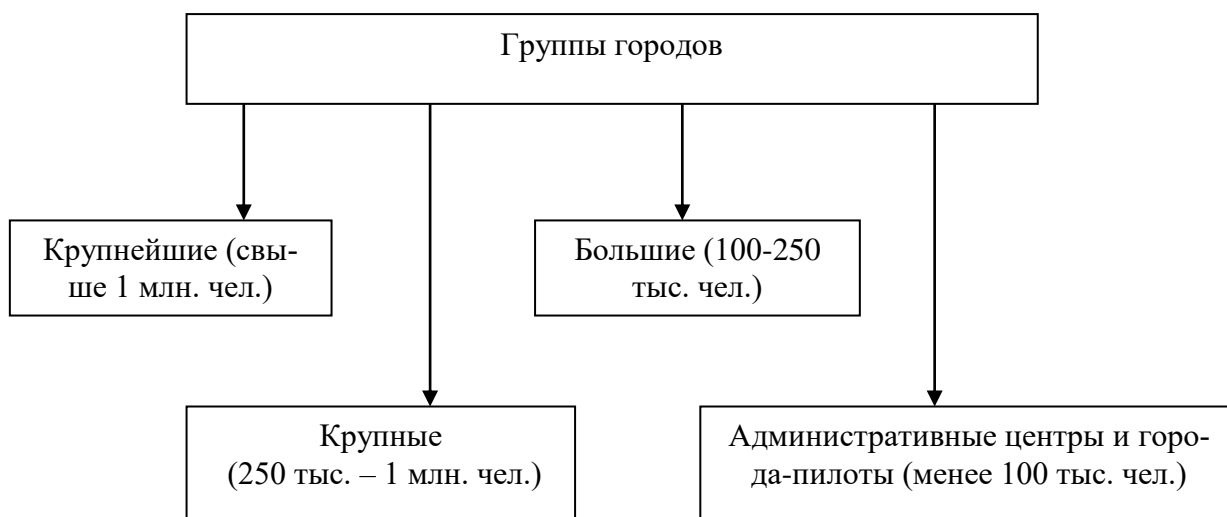 Группы городов
Крупнейшие (свы-
ше 1 млн. чел.)
Большие (100-250
тыс. чел.)
Крупные
(250 тыс. – 1 млн. чел.)
Административные центры и горо-
да-пилоты (менее 100 тыс. чел.)